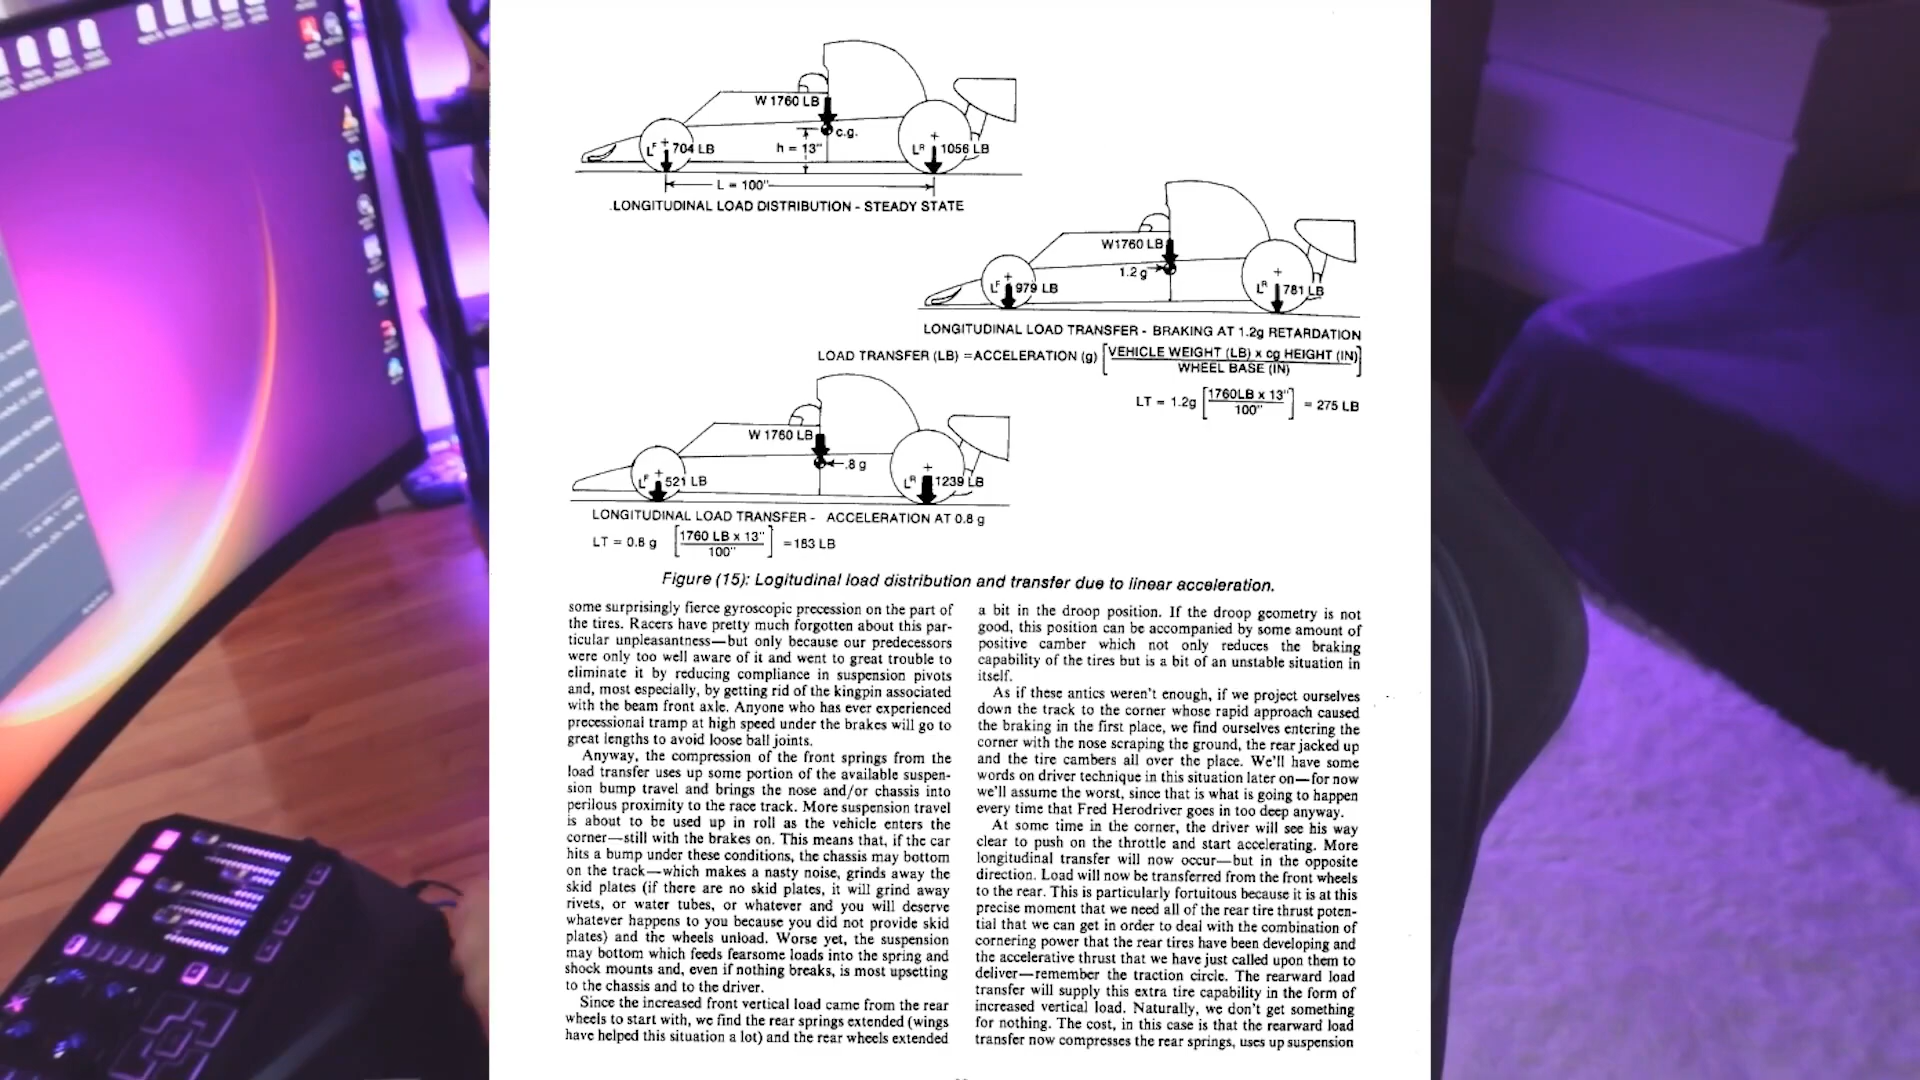 W 1760 LB
c.g.
LF 704 LB
h = 13"
LR 1056 LB
L = 100"
LONGITUDINAL LOAD DISTRIBUTION - STEADY STATE
W1760 LB
1.2 g
LF 979 LB
LR 781 LB
LONGITUDINAL LOAD TRANSFER - BRAKING AT 1.2g RETARDATION
LOAD TRANSFER (LB) = ACCELERATION (g) [VEHICLE WEIGHT (LB) x cg HEIGHT (IN)
WHEEL BASE (IN)]
LT = 1.2g [1760LB x 13"
100"] = 275 LB
W 1760 LB
.8 g
LF 521 LB
LR 1239 LB
LONGITUDINAL LOAD TRANSFER - ACCELERATION AT 0.8 g
LT = 0.8 g [1760 LB x 13"
100"] = 183 LB
Figure (15): Logitudinal load distribution and transfer due to linear acceleration.
some surprisingly fierce gyroscopic precession on the part of
the tires. Racers have pretty much forgotten about this par-
ticular unpleasantness—but only because our predecessors
were only too well aware of it and went to great trouble to
eliminate it by reducing compliance in suspension pivots
and, most especially, by getting rid of the kingpin associated
with the beam front axle. Anyone who has ever experienced
precessional tramp at high speed under the brakes will go to
great lengths to avoid loose ball joints.
Anyway, the compression of the front springs from the
load transfer uses up some portion of the available suspen-
sion bump travel and brings the nose and/or chassis into
perilous proximity to the race track. More suspension travel
is about to be used up in roll as the vehicle enters the
corner—still with the brakes on. This means that, if the car
hits a bump under these conditions, the chassis may bottom
on the track—which makes a nasty noise, grinds away the
skid plates (if there are no skid plates, it will grind away
rivets, or water tubes, or whatever and you will deserve
whatever happens to you because you did not provide skid
plates) and the wheels unload. Worse yet, the suspension
may bottom which feeds fearsome loads into the spring and
shock mounts and, even if nothing breaks, is most upsetting
to the chassis and to the driver.
Since the increased front vertical load came from the rear
wheels to start with, we find the rear springs extended (wings
have helped this situation a lot) and the rear wheels extended
a bit in the droop position. If the droop geometry is not
good, this position can be accompanied by some amount of
positive camber which not only reduces the braking
capability of the tires but is a bit of an unstable situation in
itself.
As if these antics weren't enough, if we project ourselves
down the track to the corner whose rapid approach caused
the braking in the first place, we find ourselves entering the
corner with the nose scraping the ground, the rear jacked up
and the tire cambers all over the place. We'll have some
words on driver technique in this situation later on—for now
we'll assume the worst, since that is what is going to happen
every time that Fred Herodriver goes in too deep anyway.
At some time in the corner, the driver will see his way
clear to push on the throttle and start accelerating. More
longitudinal transfer will now occur—but in the opposite
direction. Load will now be transferred from the front wheels
to the rear. This is particularly fortuitous because it is at this
precise moment that we need all of the rear tire thrust poten-
tial that we can get in order to deal with the combination of
cornering power that the rear tires have been developing and
the accelerative thrust that we have just called upon them to
deliver—remember the traction circle. The rearward load
transfer will supply this extra tire capability in the form of
increased vertical load. Naturally, we don't get something
for nothing. The cost, in this case is that the rearward load
transfer now compresses the rear springs, uses up suspension